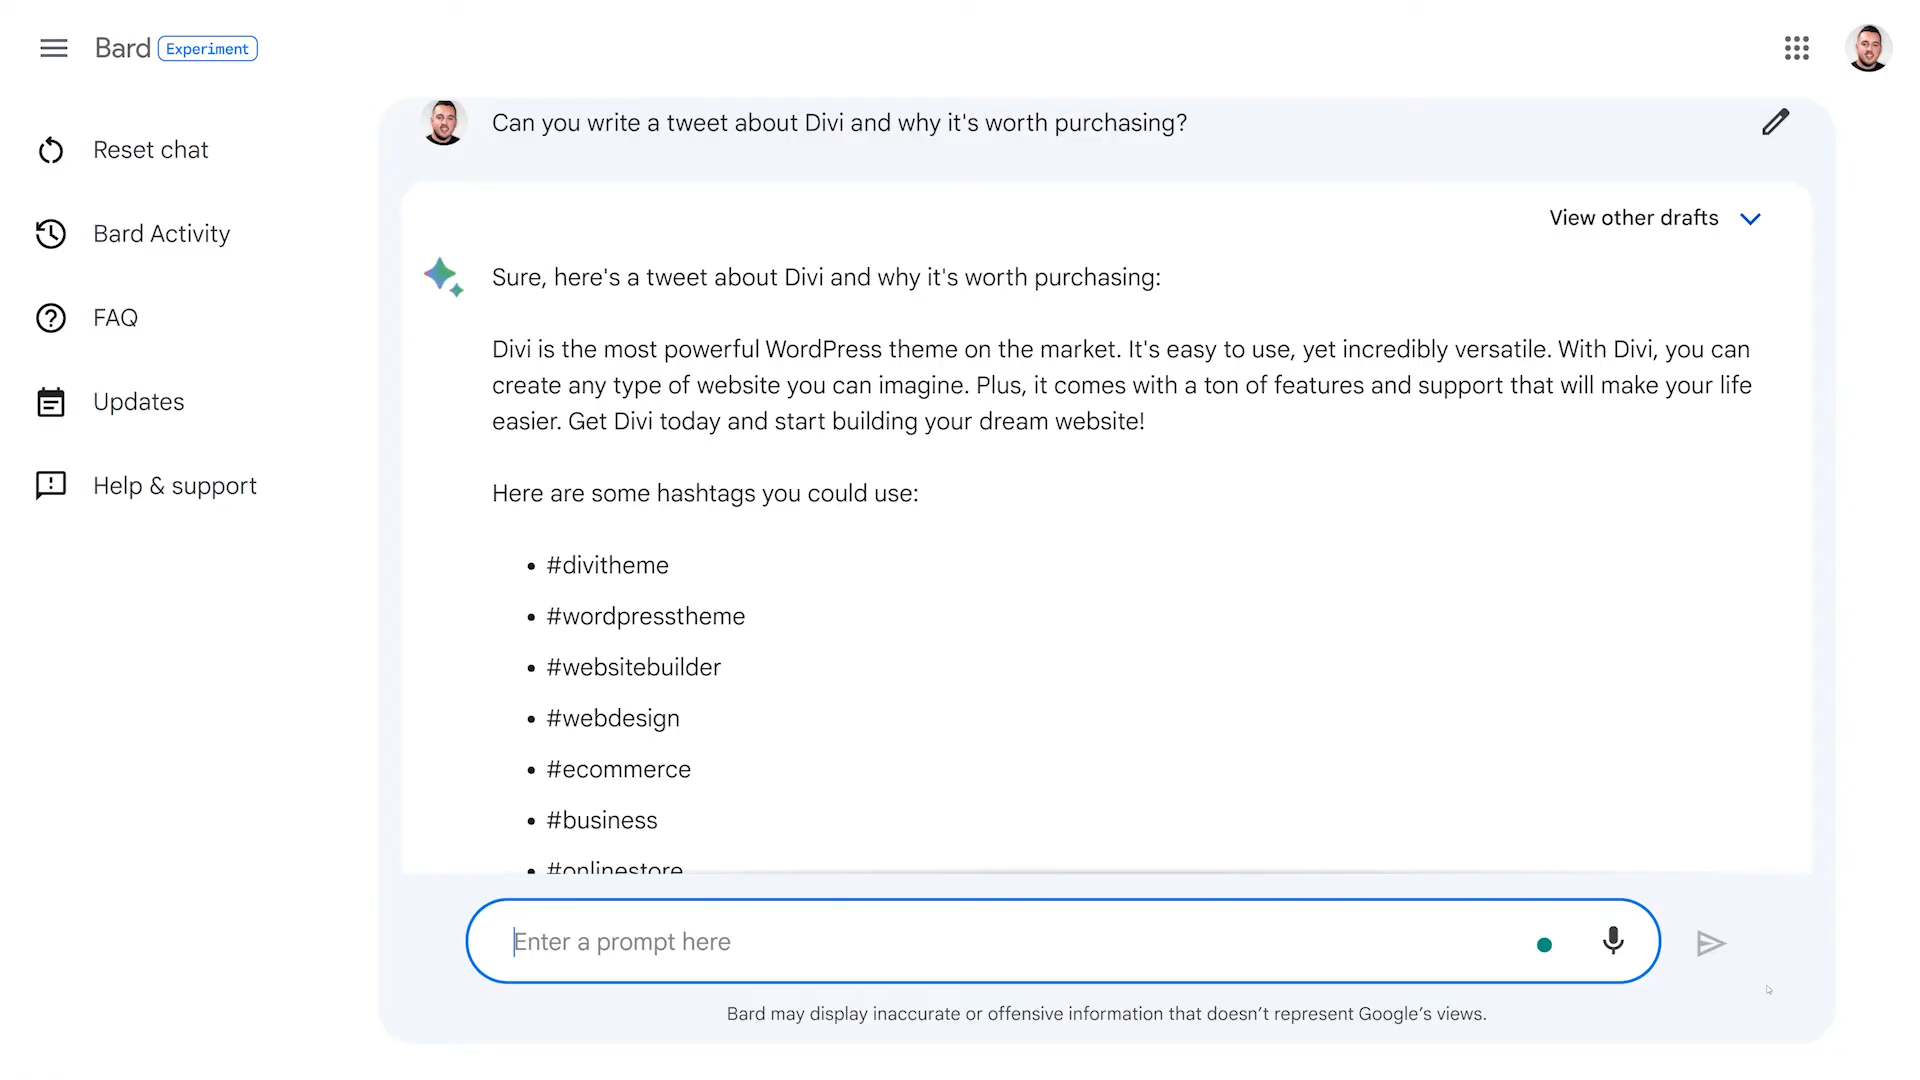 Bard Experiment
Reset chat
Bard Activity
FAQ
Updates
Help & support
Can you write a tweet about Divi and why it's worth purchasing?
View other drafts
Sure, here's a tweet about Divi and why it's worth purchasing:
Divi is the most powerful WordPress theme on the market. It's easy to use, yet incredibly versatile. With Divi, you can
create any type of website you can imagine. Plus, it comes with a ton of features and support that will make your life
easier. Get Divi today and start building your dream website!
Here are some hashtags you could use:
• #divitheme
• #wordpresstheme
• #websitebuilder
• #webdesign
• #ecommerce
• #business
• #onlinestore
Enter a prompt here
Bard may display inaccurate or offensive information that doesn’t represent Google’s views.